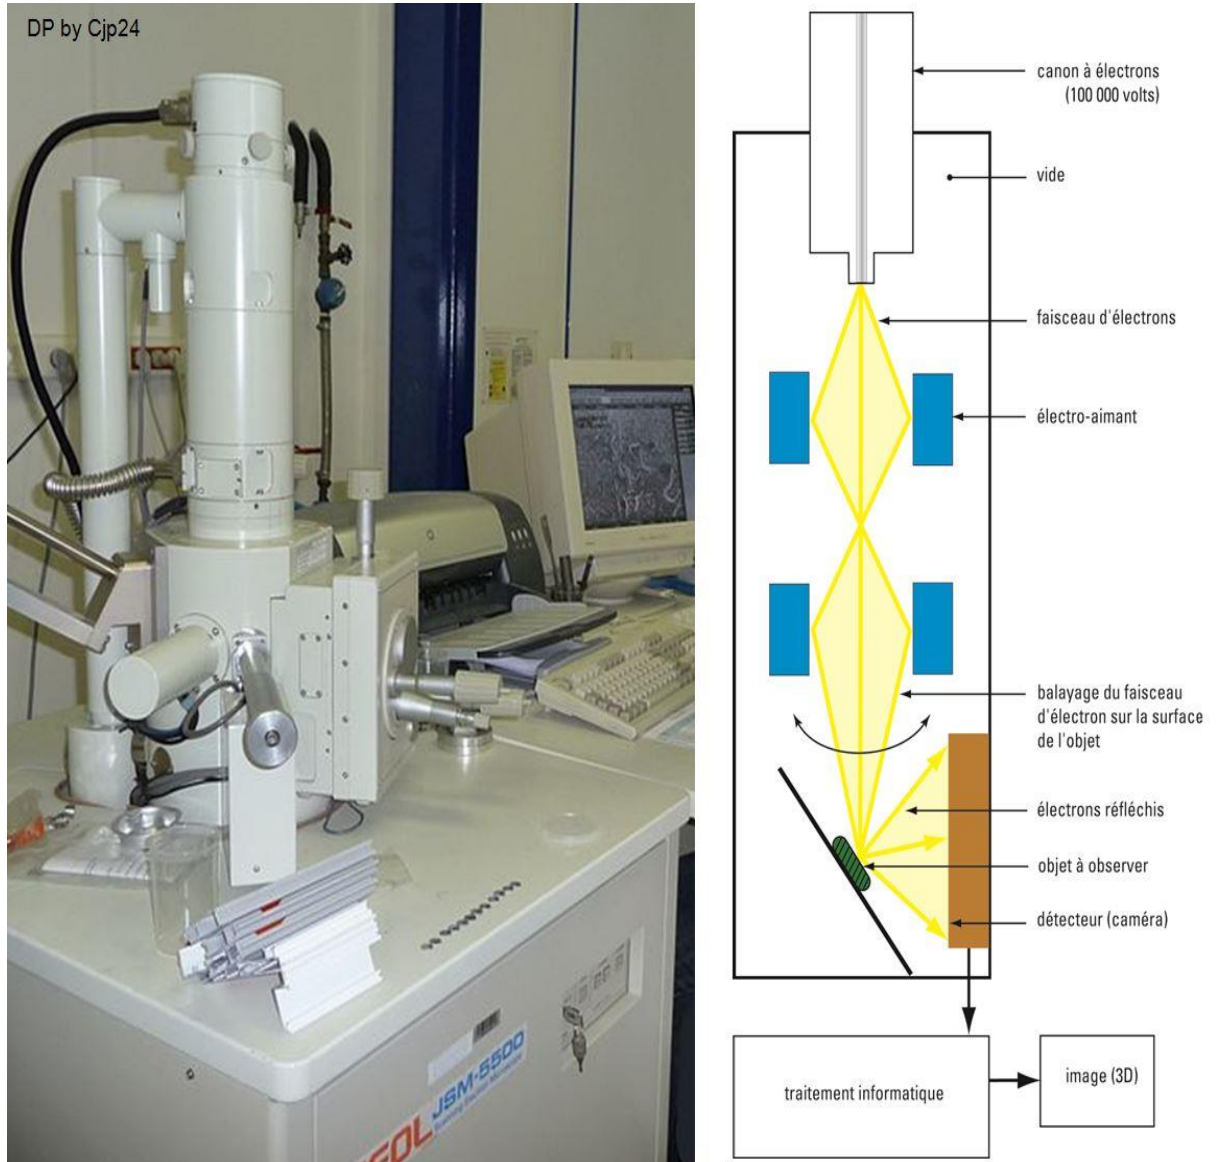 DP by Cjp24
JSM-5500
Scanning Electron Microscope
canon à électrons
(100 000 volts)
vide
faisceau d'électrons
électro-aimant
balayage du faisceau
d'électron sur la surface
de l'objet
électrons réfléchis
objet à observer
détecteur (caméra)
traitement informatique
image (3D)